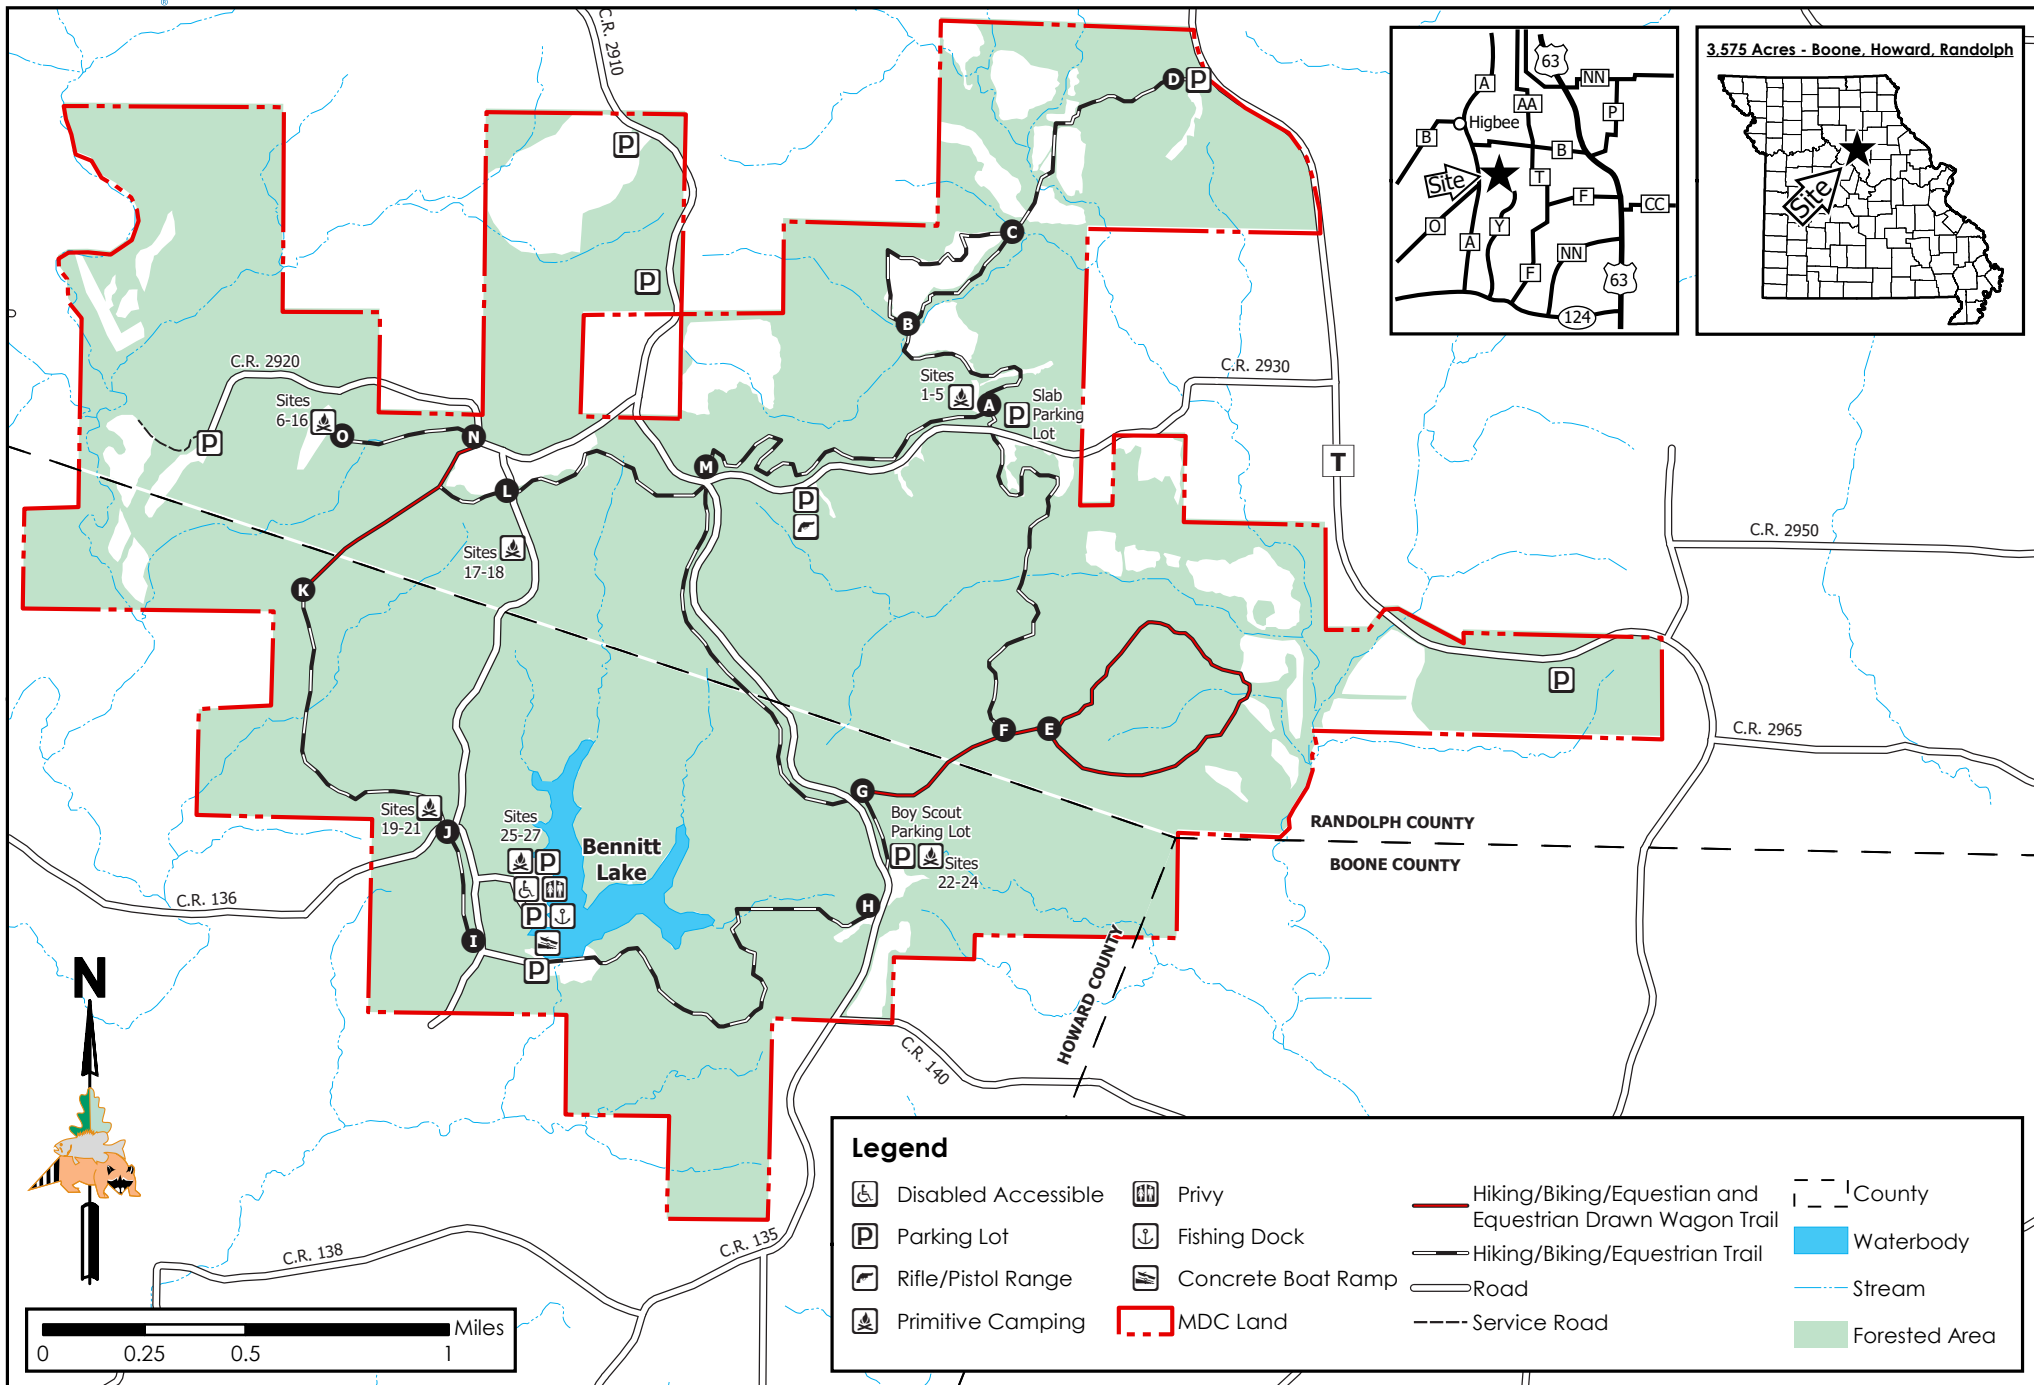 C.R. 2910
D
P
P
C
P
B
C.R. 2920
Sites
6-16
O
N
P
Sites
1-5
A
P
Slab
Parking
Lot
C.R. 2930
M
L
P
T
Sites
17-18
K
C.R. 2950
P
F
E
C.R. 2965
G
Boy Scout
Parking Lot
P
Sites
22-24
Sites
19-21
J
Sites
25-27
P
P
Bennitt
Lake
H
I
P
C.R. 136
RANDOLPH COUNTY
BOONE COUNTY
HOWARD COUNTY
C.R. 140
C.R. 135
C.R. 138
N
Miles
0 0.25 0.5 1
63
NN
A
AA
P
Higbee
B
B
Site
T
F
CC
O
A
Y
NN
F
63
124
3,575 Acres - Boone, Howard, Randolph
Site
Legend
Disabled Accessible
P Parking Lot
Rifle/Pistol Range
Primitive Camping
Privy
Fishing Dock
Concrete Boat Ramp
MDC Land
Hiking/Biking/Equestian and
Equestrian Drawn Wagon Trail
Hiking/Biking/Equestrian Trail
Road
Service Road
County
Waterbody
Stream
Forested Area